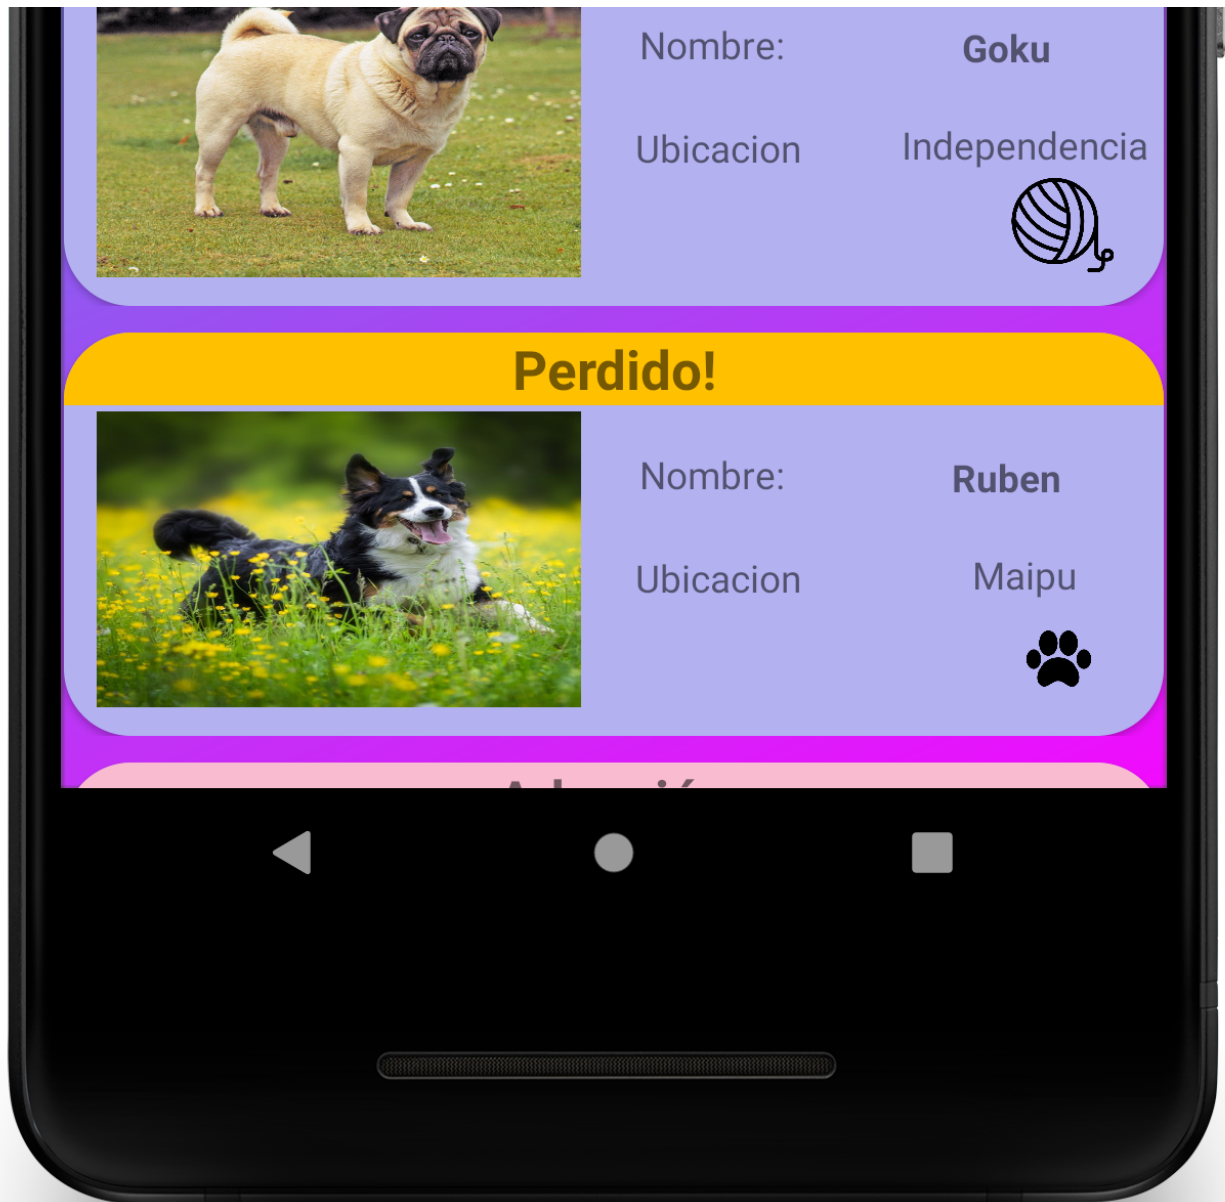 Nombre: Goku
Ubicacion Independencia
Perdido!
Nombre: Ruben
Ubicacion Maipu